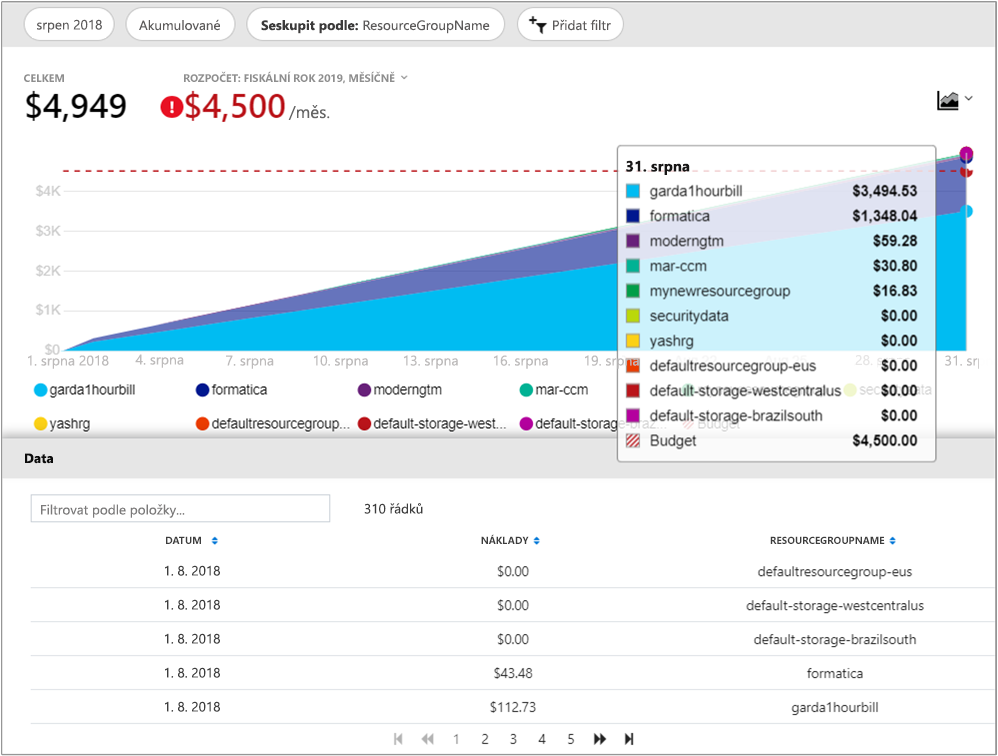 srpen 2018 Akumulované Seskupit podle: ResourceGroupName Přidat filtr
CELKEM ROZPOČET: FISKÁLNÍ ROK 2019, MĚSÍČNĚ
$4,949 $4,500 /měs.
31. srpna
garda1hourbill $3,494.53
formatica $1,348.04
moderngtm $59.28
mar-ccm $30.80
mynewresourcegroup $16.83
securitydata $0.00
yashrg $0.00
defaultresourcegroup-eus $0.00
default-storage-westcentralus $0.00
default-storage-brazilsouth $0.00
Budget $4,500.00
$4K
$3K
$2K
$1K
$0
1. srpna 2018 4. srpna 7. srpna 10. srpna 13. srpna 16. srpna 19. srpna 28. srpna 31. sr
garda1hourbill formatica moderngtm mar-ccm
yashrg defaultresourcegroup... default-storage-west... default-storage-braz... Budget
Data
Filtrovat podle položky... 310 řádků
DATUM NÁKLADY RESOURCEGROUPNAME
1. 8. 2018 $0.00 defaultresourcegroup-eus
1. 8. 2018 $0.00 default-storage-westcentralus
1. 8. 2018 $0.00 default-storage-brazilsouth
1. 8. 2018 $43.48 formatica
1. 8. 2018 $112.73 garda1hourbill
1 2 3 4 5